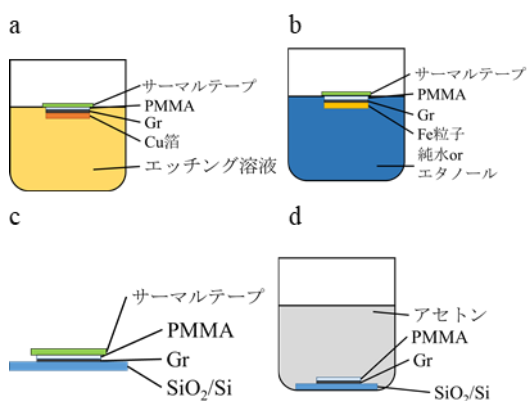 a
サーマルテープ
PMMA
Gr
Cu箔
エッチング溶液
b
サーマルテープ
PMMA
Gr
Fe粒子
純水or
エタノール
c
サーマルテープ
PMMA
Gr
SiO₂/Si
d
アセトン
PMMA
Gr
SiO₂/Si